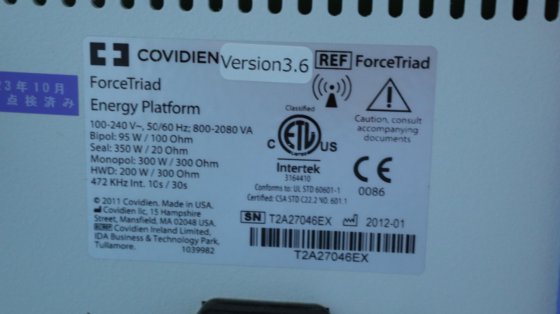 COVIDIEN
Version3.6
REF ForceTriad
ForceTriad
Energy Platform
100-240 V~, 50/60 Hz; 800-2080 VA
Bipol: 95 W / 100 Ohm
Seal: 350 W / 20 Ohm
Monopol: 300 W / 300 Ohm
HWD: 200 W / 300 Ohm
472 KHz Int. 10s / 30s
© 2011 Covidien. Made in USA.
Covidien llc, 15 Hampshire
Street, Mansfield, MA 02048 USA.
Covidien Ireland Limited,
IDA Business & Technology Park,
Tullamore.
1039982
Classified
C ETL US
Intertek
3164410
Conforms to: UL STD 60601-1
Certified: CSA STD C22.2 NO. 601.1
Caution, consult
accompanying
documents
CE
0086
SN T2A27046EX
2012-01
T2A27046EX
3年10月
点検済み